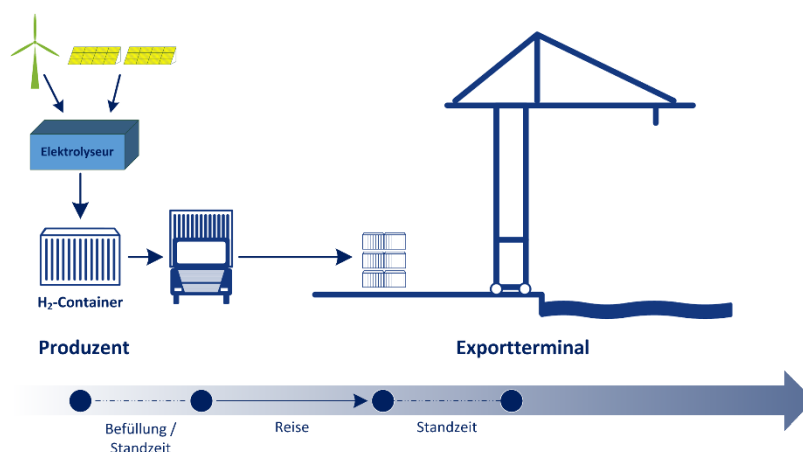 Elektrolyseur
H₂-Container
Produzent
Exportterminal
Befüllung /
Standzeit
Reise
Standzeit